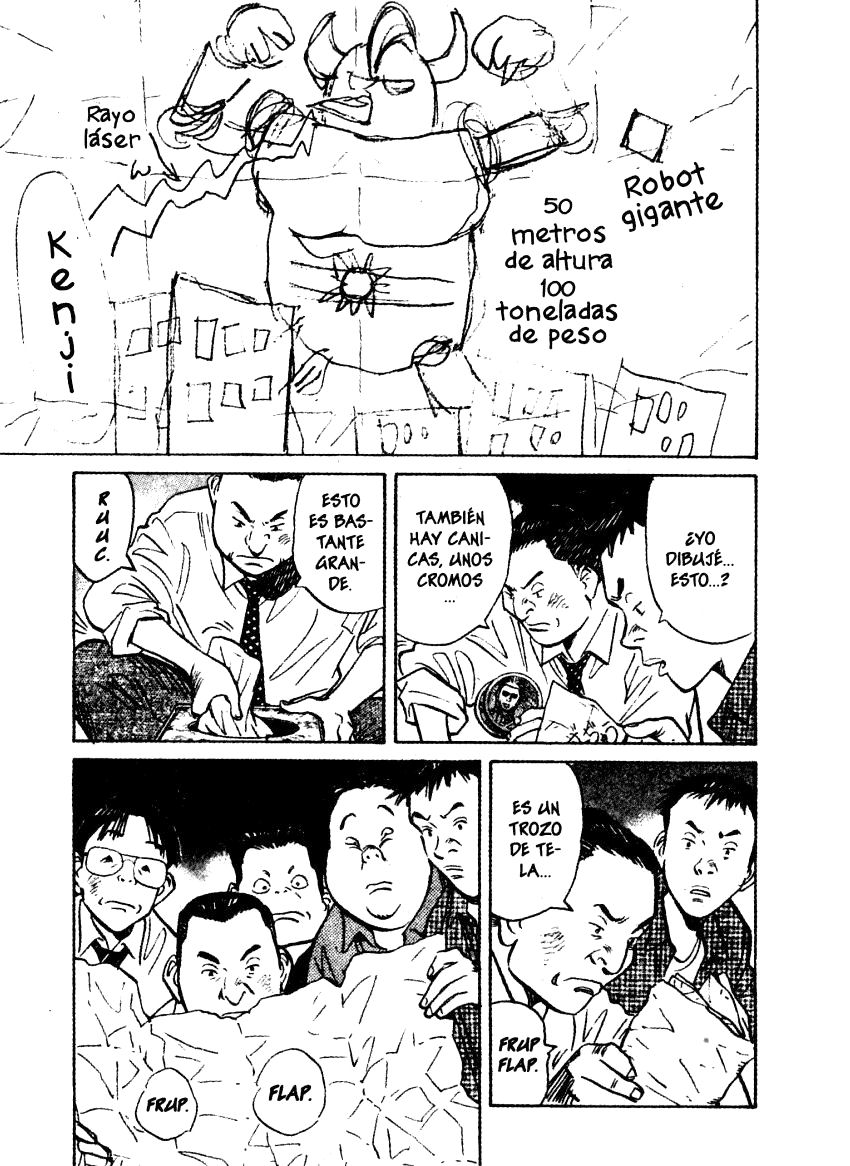 Robot
gigante
50
metros
de altura
100
toneladas
de peso
Rayo
láser
Kenji
¿YO
DIBUJÉ...
ESTO...?
TAMBIÉN
HAY CANI-
CAS, UNOS
CROMOS
...
ESTO
ES BAS-
TANTE
GRAN-
DE.
RUUC.
ES UN
TROZO
DE TE-
LA...
FRUP
FLAP.
FLAP.
FRUP.